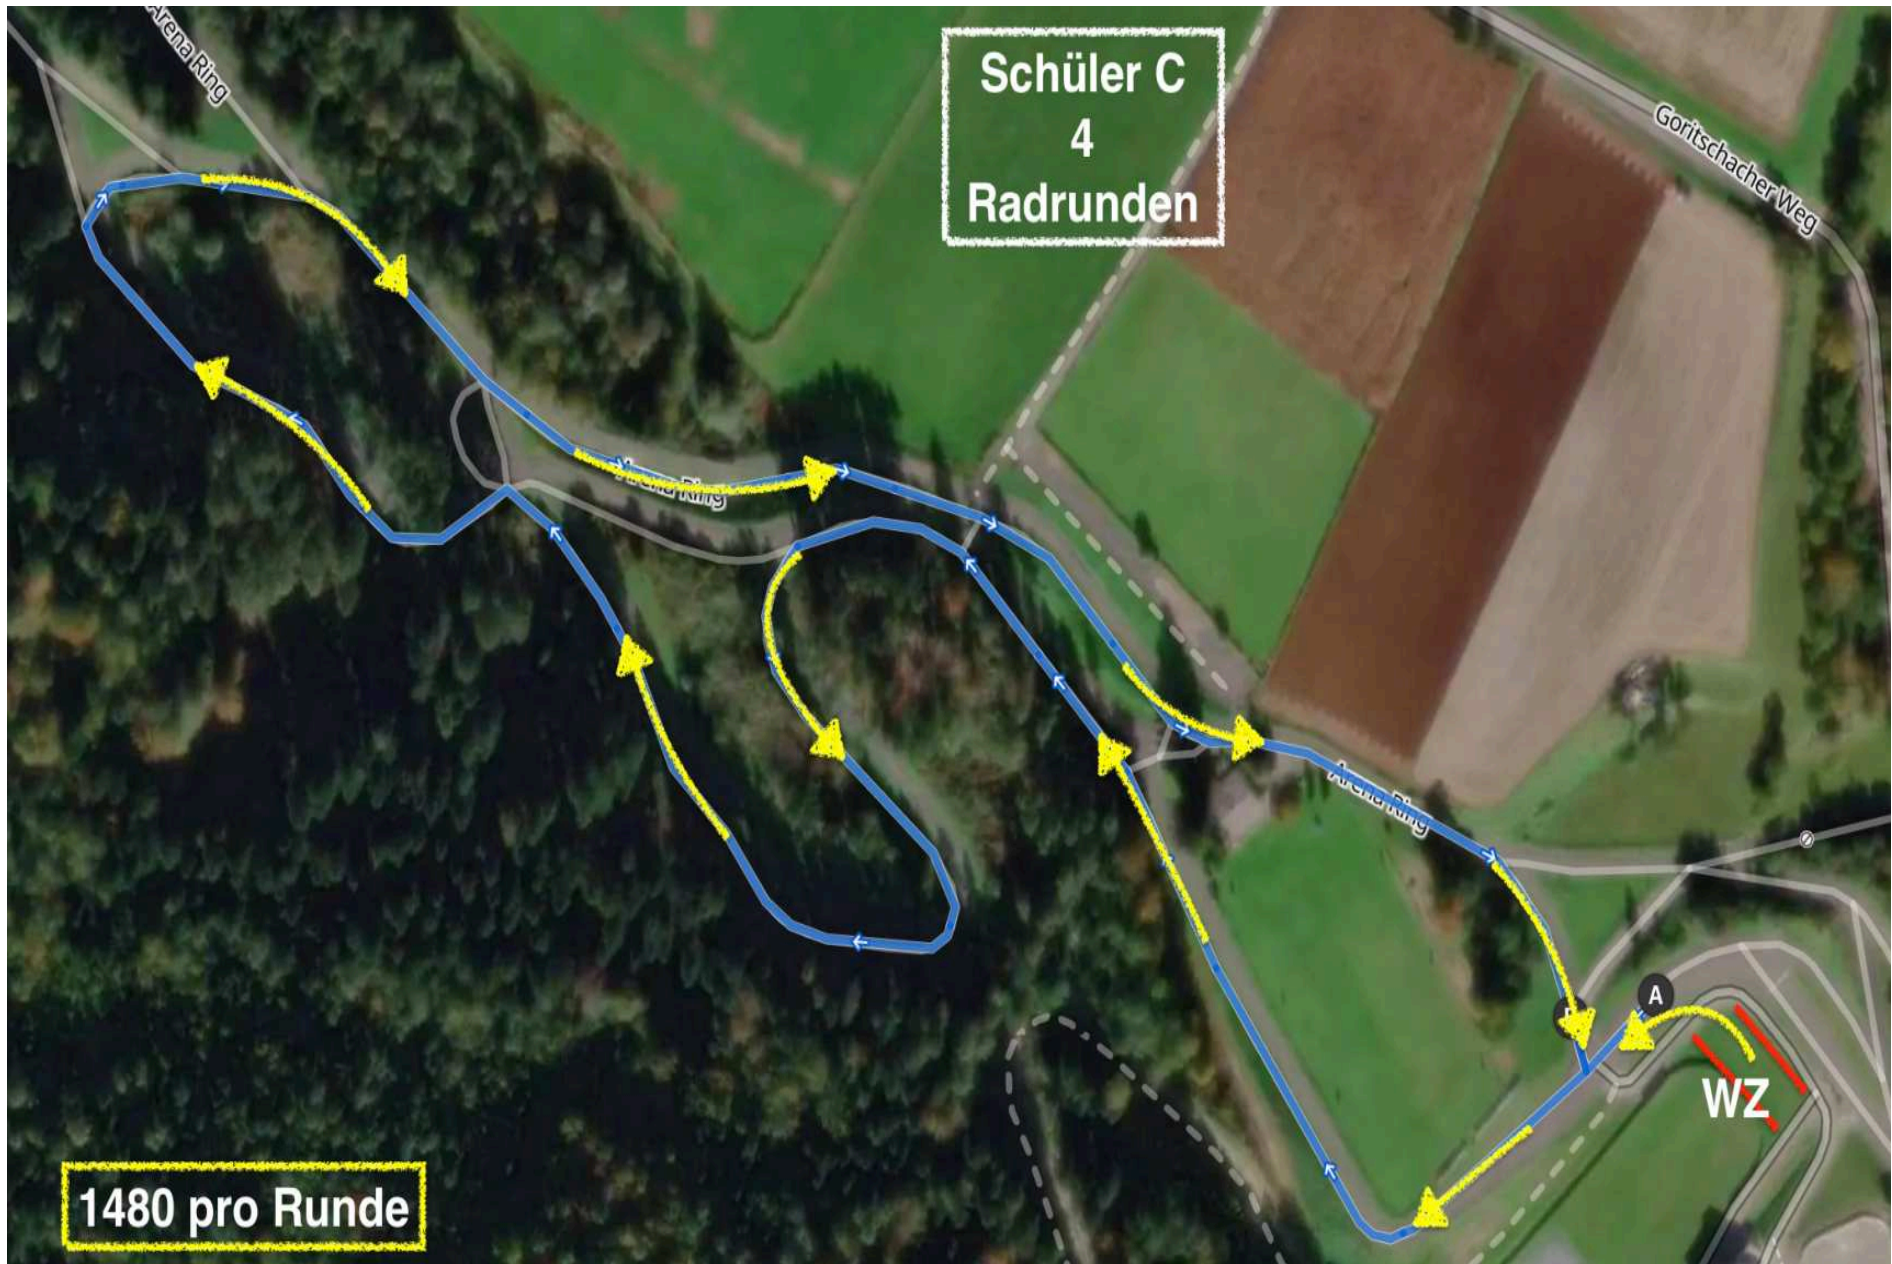 Arena Ring
Schüler C
4
Radrunden
Goritschacher Weg
Arena Ring
Arena Ring
A
WZ
1480 pro Runde